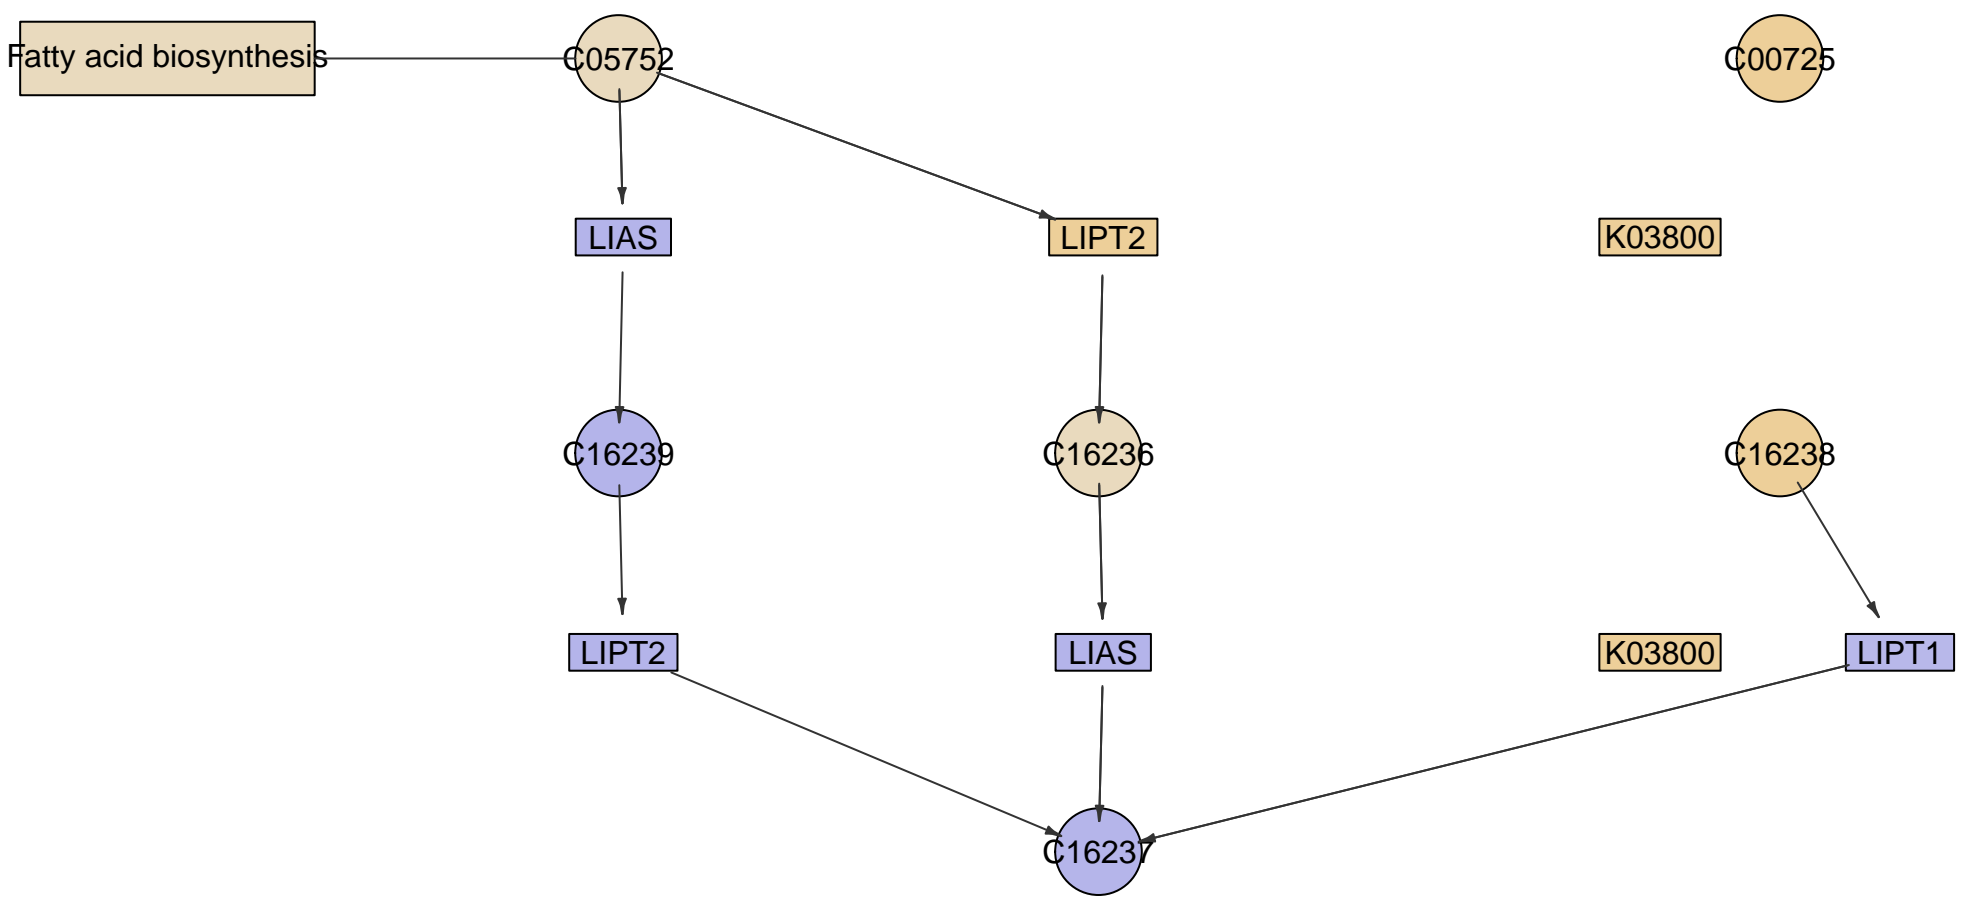 Fatty acid biosynthesis
C05752
C00725
LIAS
LIPT2
K03800
C16239
C16236
C16238
LIPT2
LIAS
K03800
LIPT1
C16237